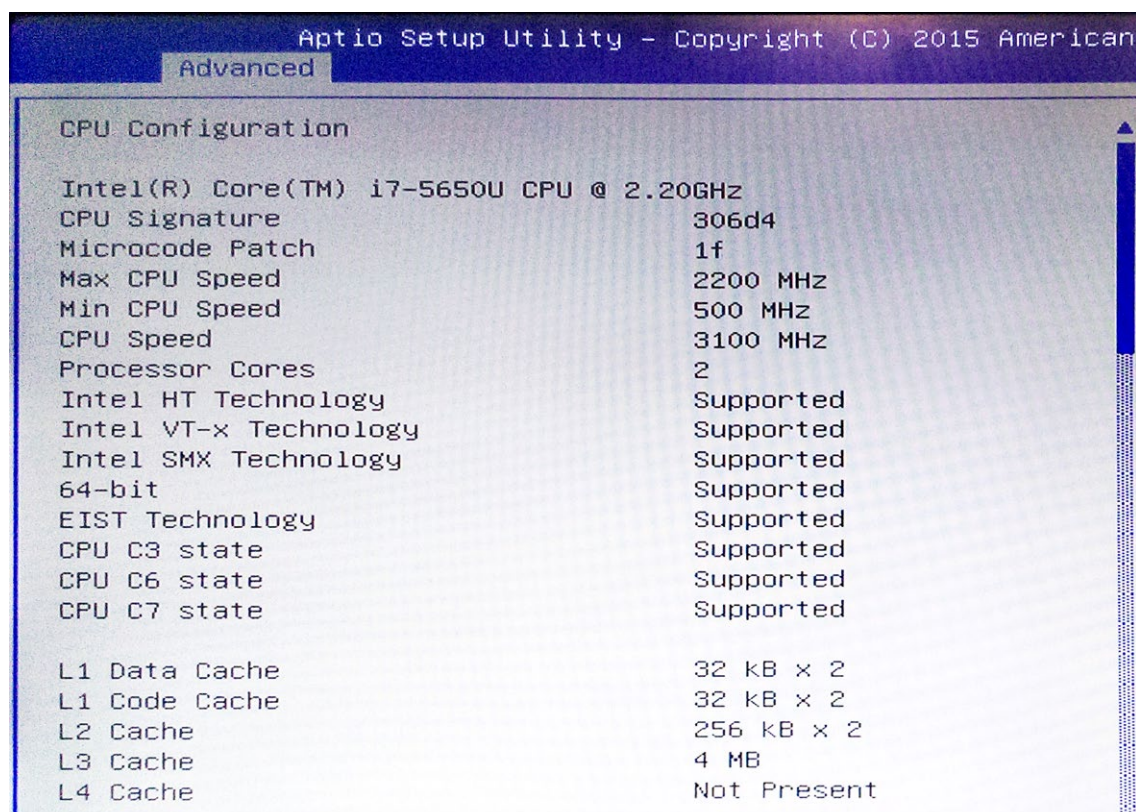 Aptio Setup Utility – Copyright (C) 2015 American
Advanced
CPU Configuration
Intel(R) Core(TM) i7-5650U CPU @ 2.20GHz
CPU Signature 306d4
Microcode Patch 1f
Max CPU Speed 2200 MHz
Min CPU Speed 500 MHz
CPU Speed 3100 MHz
Processor Cores 2
Intel HT Technology Supported
Intel VT-x Technology Supported
Intel SMX Technology Supported
64-bit Supported
EIST Technology Supported
CPU C3 state Supported
CPU C6 state Supported
CPU C7 state Supported
L1 Data Cache 32 kB x 2
L1 Code Cache 32 kB x 2
L2 Cache 256 kB x 2
L3 Cache 4 MB
L4 Cache Not Present